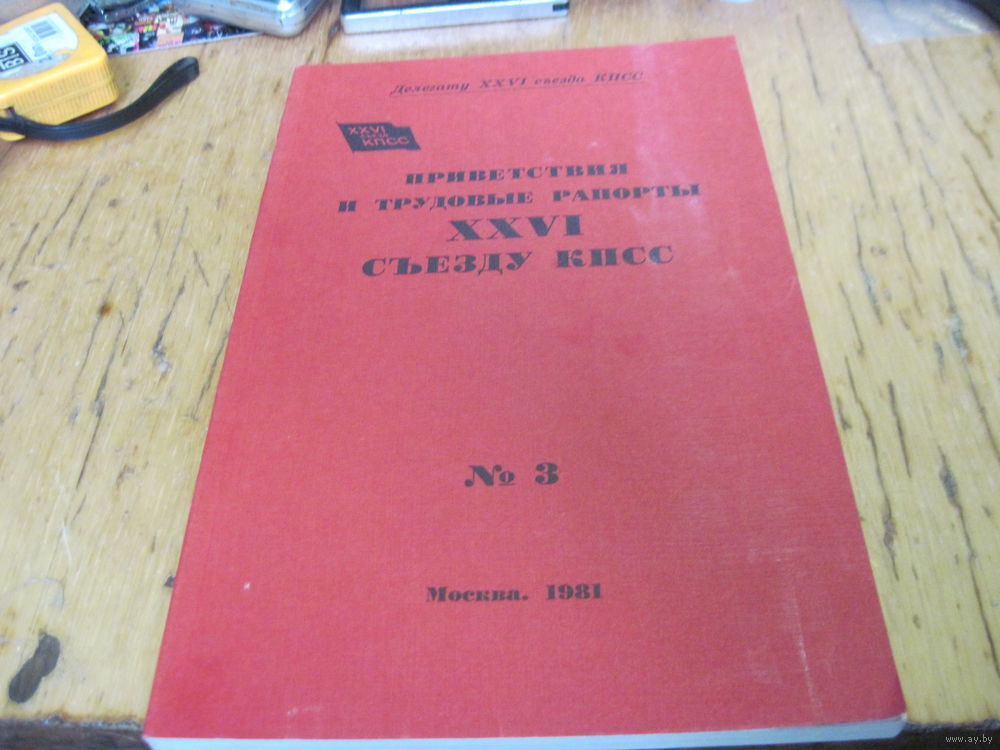 Делегату XXVI съезда КПСС
XXVI
СЪЕЗД
КПСС
ПРИВЕТСТВИЯ
И ТРУДОВЫЕ РАПОРТЫ
XXVI
СЪЕЗДУ КПСС
№ 3
Москва. 1981
www.ay.by